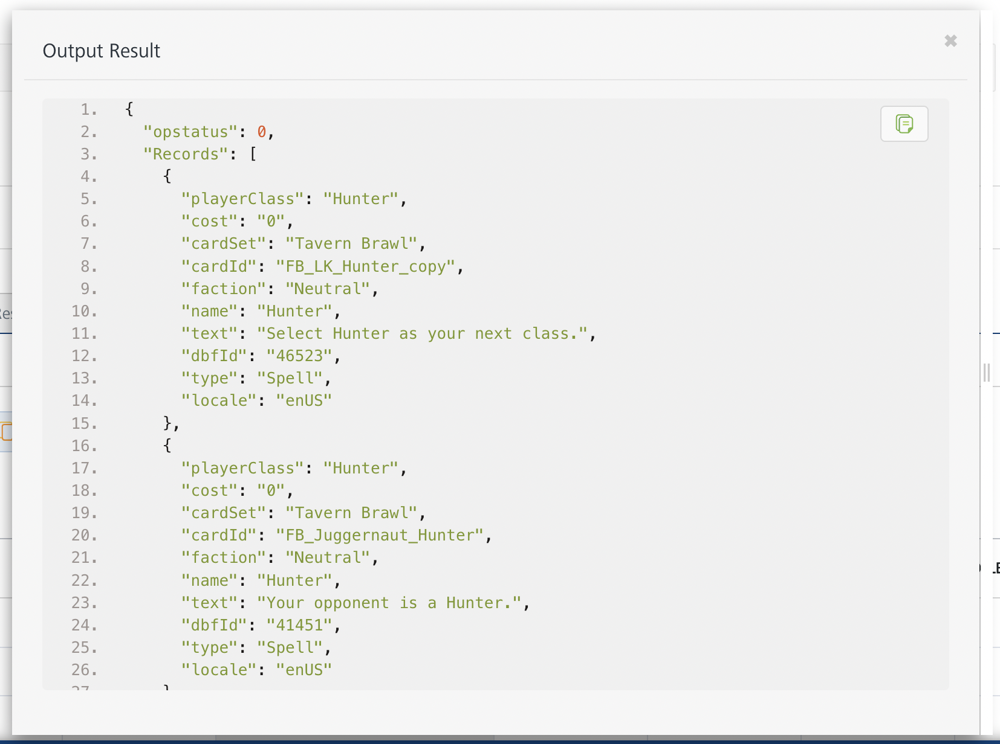 Output Result
1. {
2. "opstatus": 0,
3. "Records": [
4. {
5. "playerClass": "Hunter",
6. "cost": "0",
7. "cardSet": "Tavern Brawl",
8. "cardId": "FB_LK_Hunter_copy",
9. "faction": "Neutral",
10. "name": "Hunter",
11. "text": "Select Hunter as your next class.",
12. "dbfId": "46523",
13. "type": "Spell",
14. "locale": "enUS"
15. },
16. {
17. "playerClass": "Hunter",
18. "cost": "0",
19. "cardSet": "Tavern Brawl",
20. "cardId": "FB_Juggernaut_Hunter",
21. "faction": "Neutral",
22. "name": "Hunter",
23. "text": "Your opponent is a Hunter.",
24. "dbfId": "41451",
25. "type": "Spell",
26. "locale": "enUS"